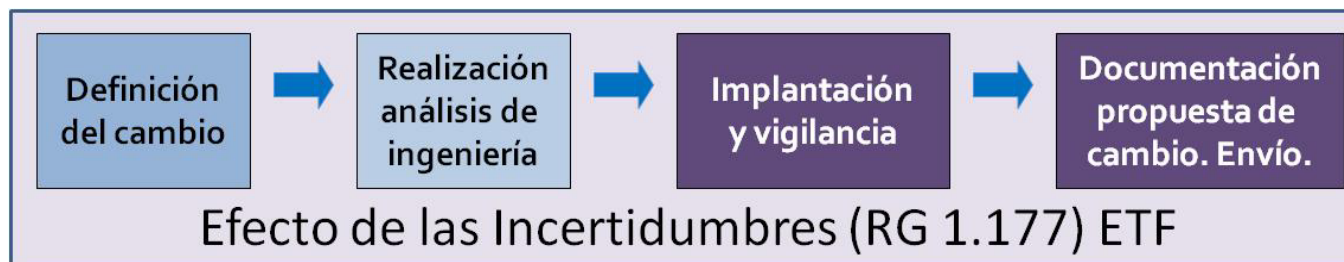 Definición
del cambio
Realización
análisis de
ingeniería
Implantación
y vigilancia
Documentación
propuesta de
cambio. Envío.
Efecto de las Incertidumbres (RG 1.177) ETF